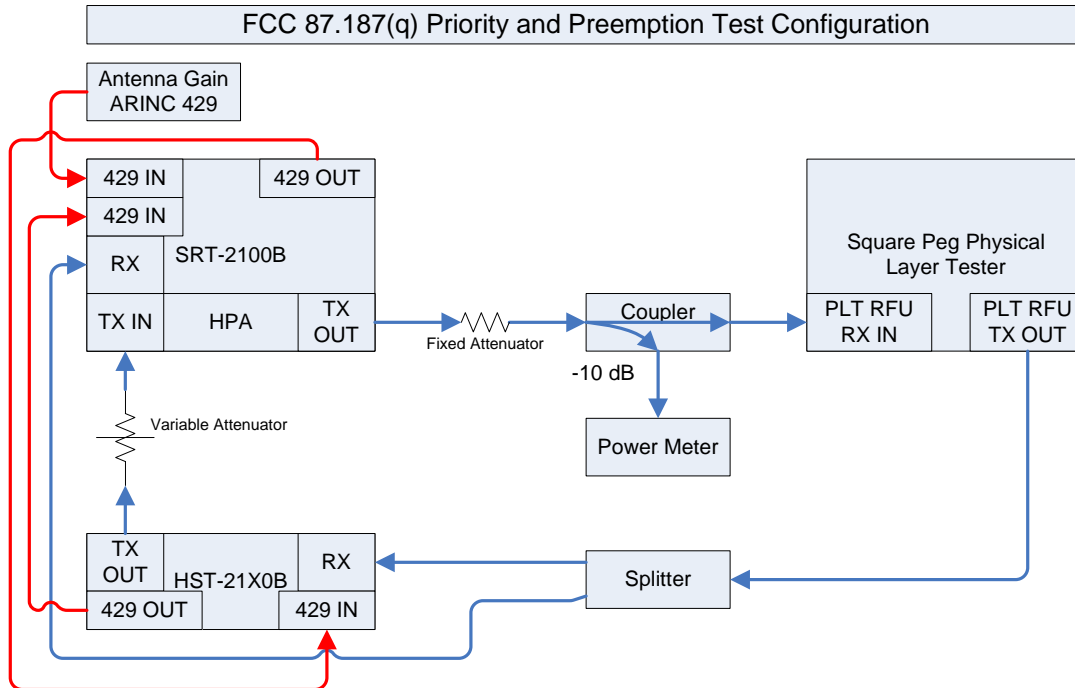 FCC 87.187(q) Priority and Preemption Test Configuration
Antenna Gain
ARINC 429
429 IN
429 OUT
429 IN
RX
SRT-2100B
TX IN
HPA
TX
OUT
Fixed Attenuator
Coupler
-10 dB
Power Meter
Square Peg Physical
Layer Tester
PLT RFU
RX IN
PLT RFU
TX OUT
Variable Attenuator
TX
OUT
HST-21X0B
RX
429 OUT
429 IN
Splitter